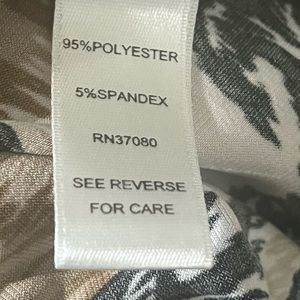 95%POLYESTER
5%SPANDEX
RN37080
SEE REVERSE
FOR CARE